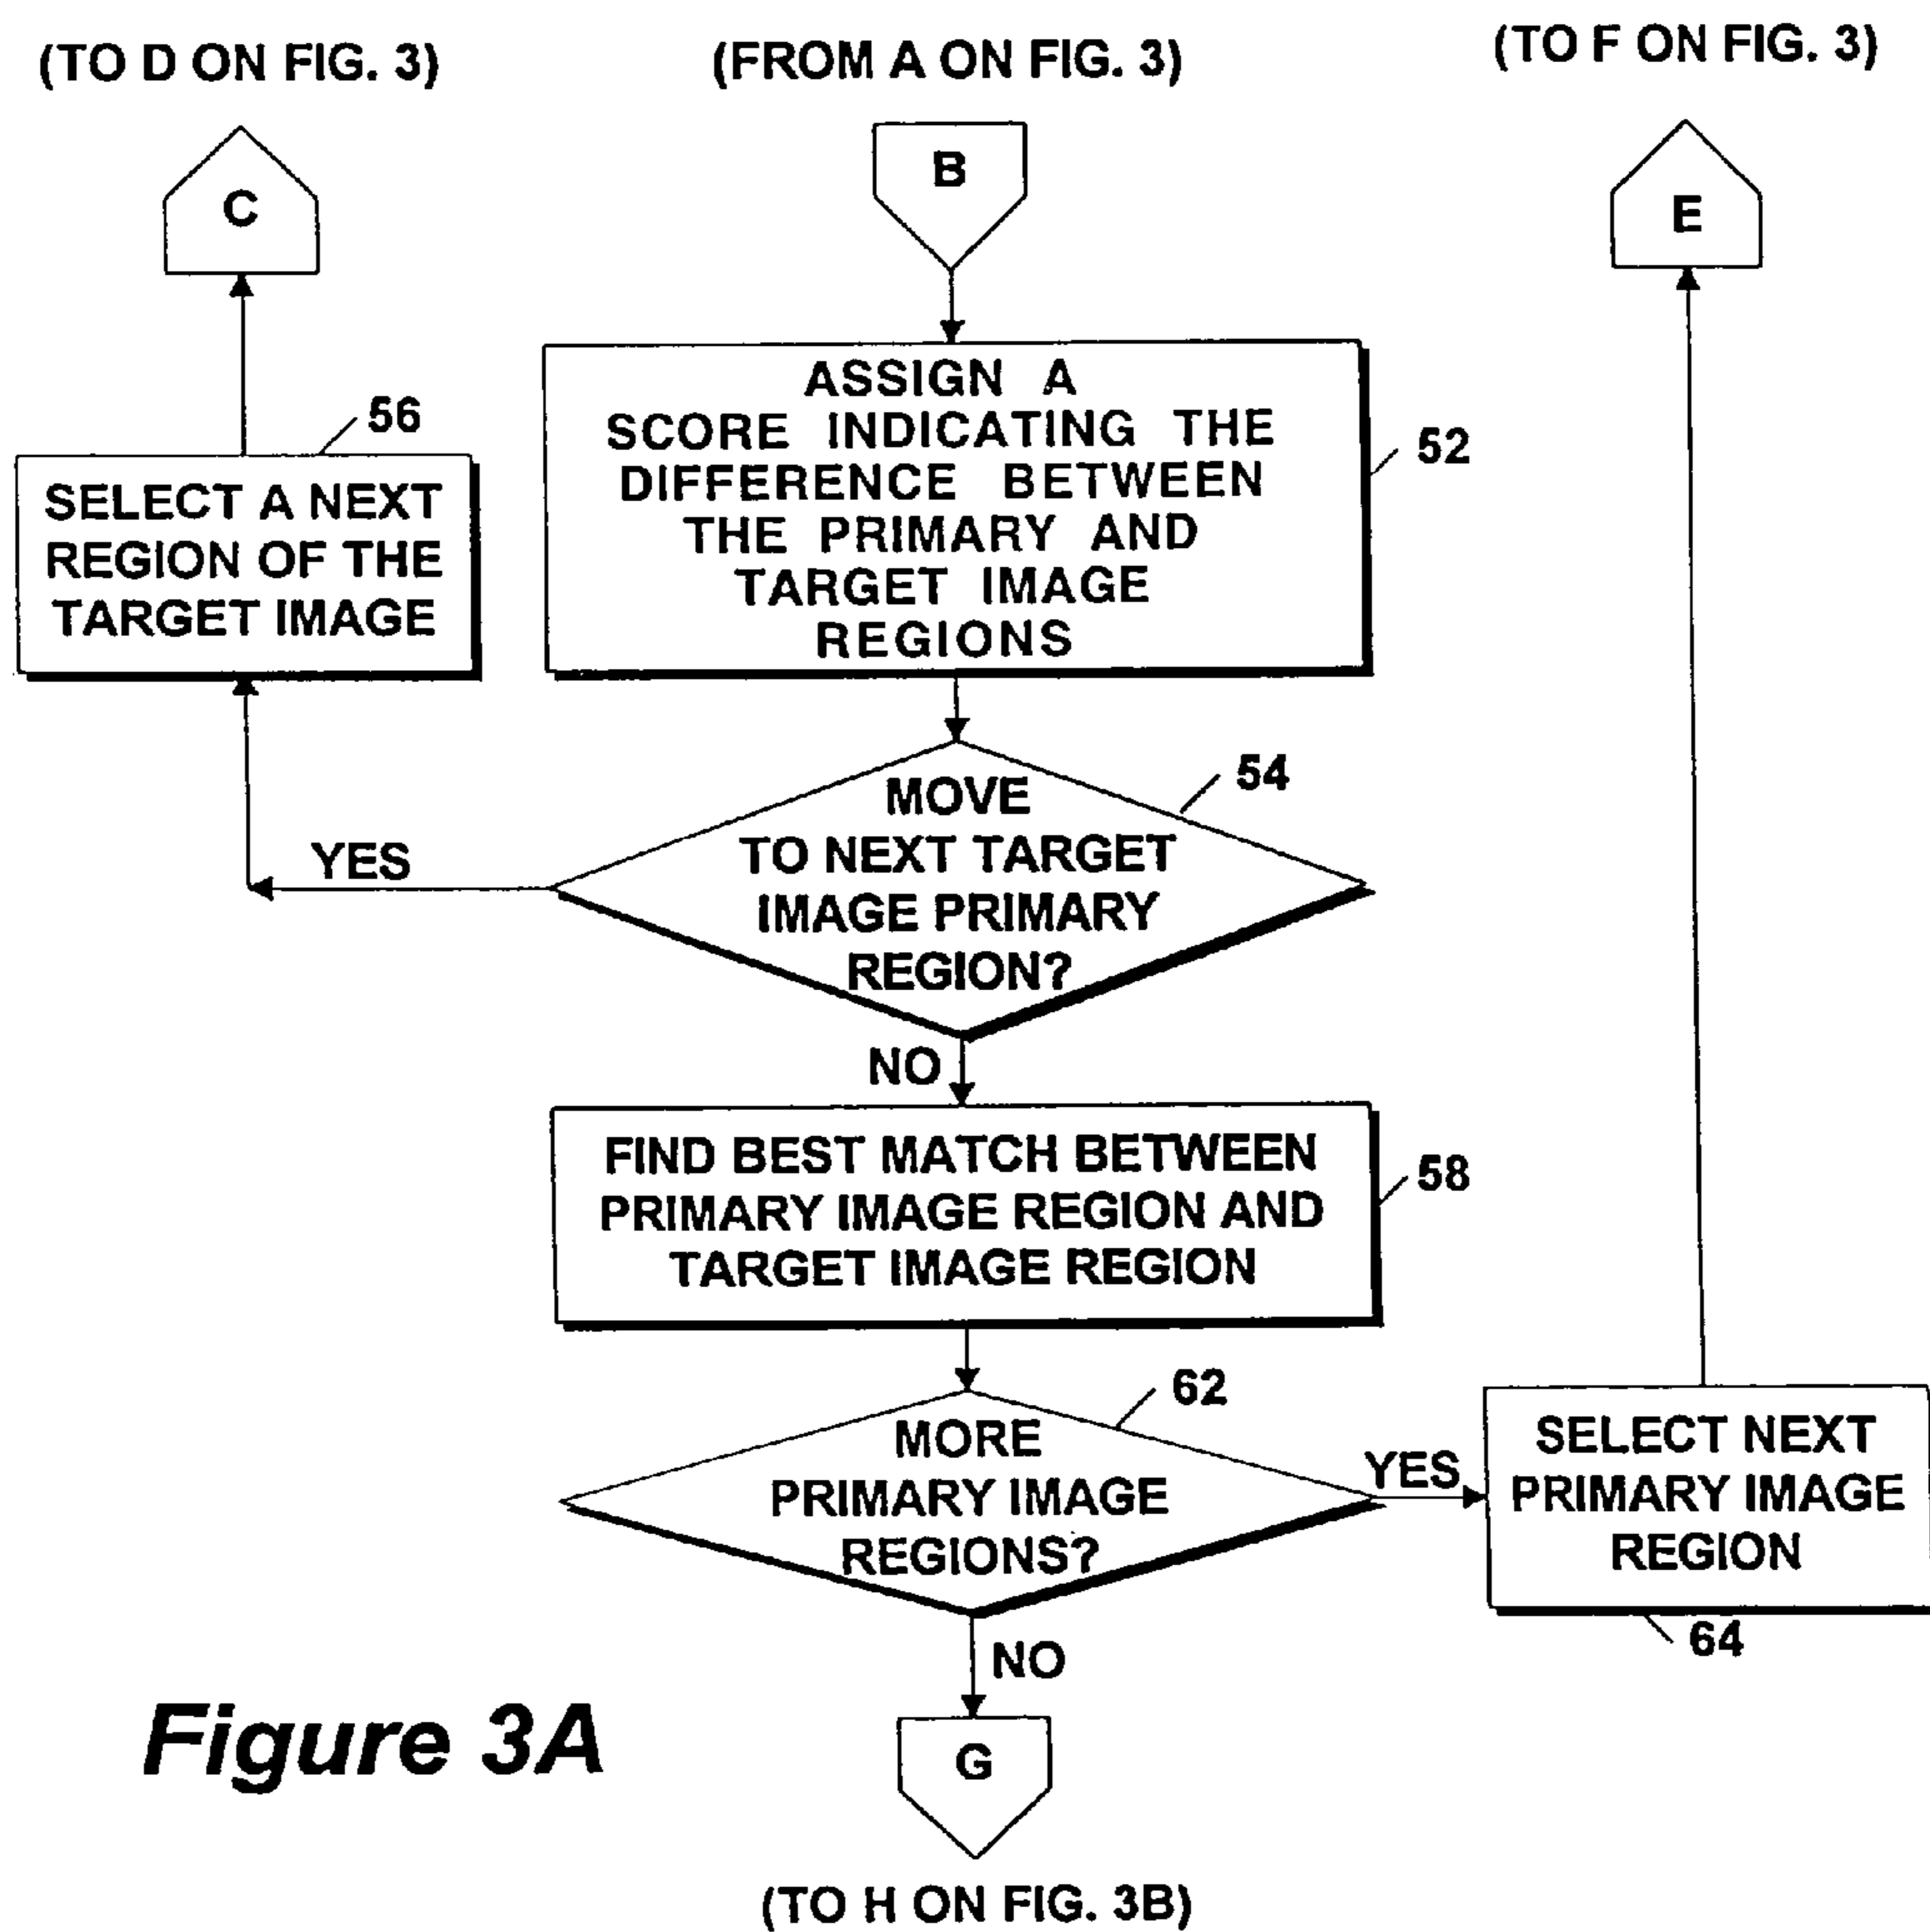 (TO D ON FIG. 3)
(FROM A ON FIG. 3)
(TO F ON FIG. 3)
C
B
E
ASSIGN A
SCORE INDICATING THE
DIFFERENCE BETWEEN
THE PRIMARY AND
TARGET IMAGE
REGIONS
52
56
SELECT A NEXT
REGION OF THE
TARGET IMAGE
MOVE
TO NEXT TARGET
IMAGE PRIMARY
REGION?
54
YES
NO
FIND BEST MATCH BETWEEN
PRIMARY IMAGE REGION AND
TARGET IMAGE REGION
58
MORE
PRIMARY IMAGE
REGIONS?
62
YES
SELECT NEXT
PRIMARY IMAGE
REGION
64
NO
G
Figure 3A
(TO H ON FIG. 3B)